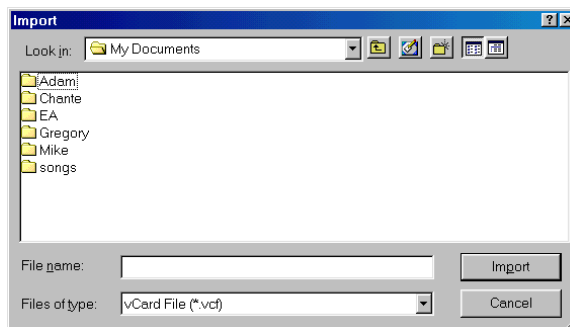 Import
Look in: My Documents
Adam
Chante
EA
Gregory
Mike
songs
File name: Import
Files of type: vCard File (*.vcf) Cancel